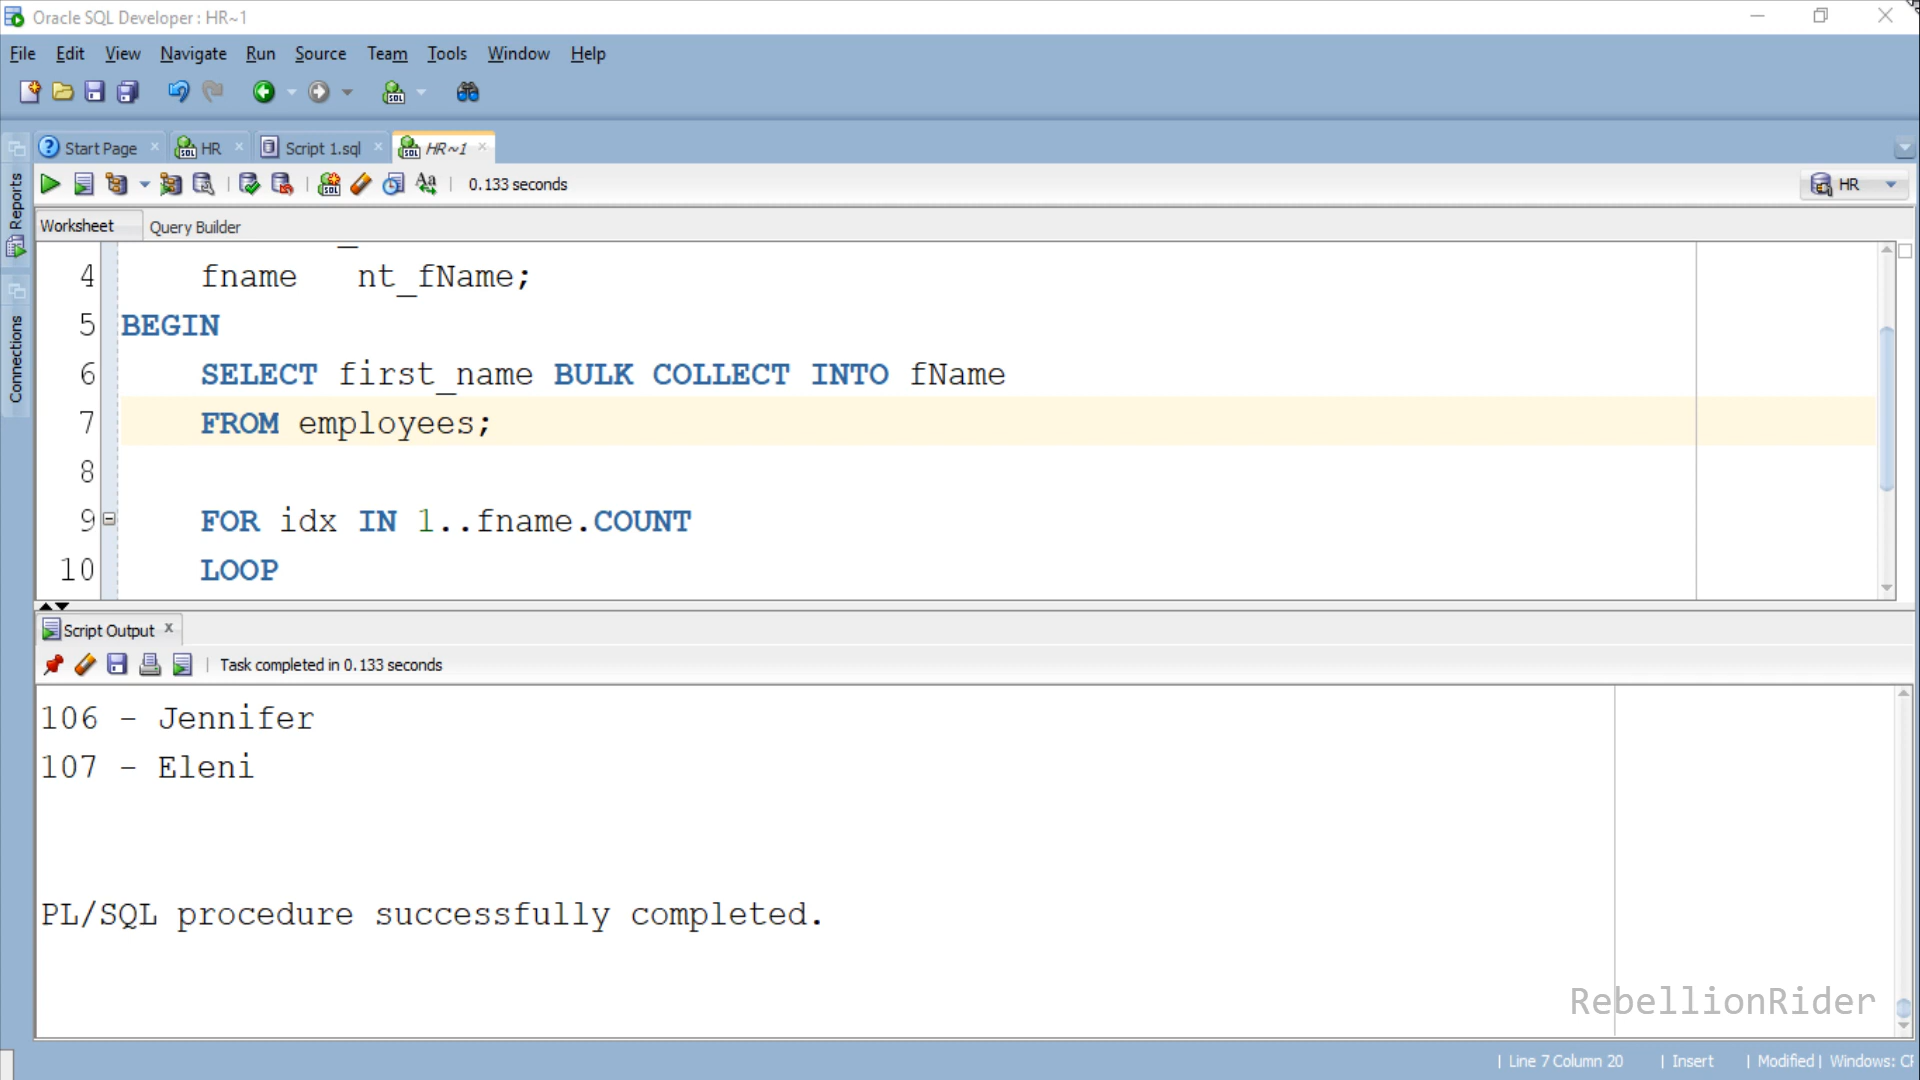 Oracle SQL Developer : HR~1
File Edit View Navigate Run Source Team Tools Window Help
Start Page HR Script 1.sql HR~1
0.133 seconds
HR
Worksheet Query Builder
Reports
Connections
4 fname nt_fName;
5 BEGIN
6 SELECT first_name BULK COLLECT INTO fName
7 FROM employees;
8
9 FOR idx IN 1..fname.COUNT
10 LOOP
Script Output
Task completed in 0.133 seconds
106 - Jennifer
107 - Eleni
PL/SQL procedure successfully completed.
RebellionRider
| Line 7 Column 20 | Insert | Modified | Windows: